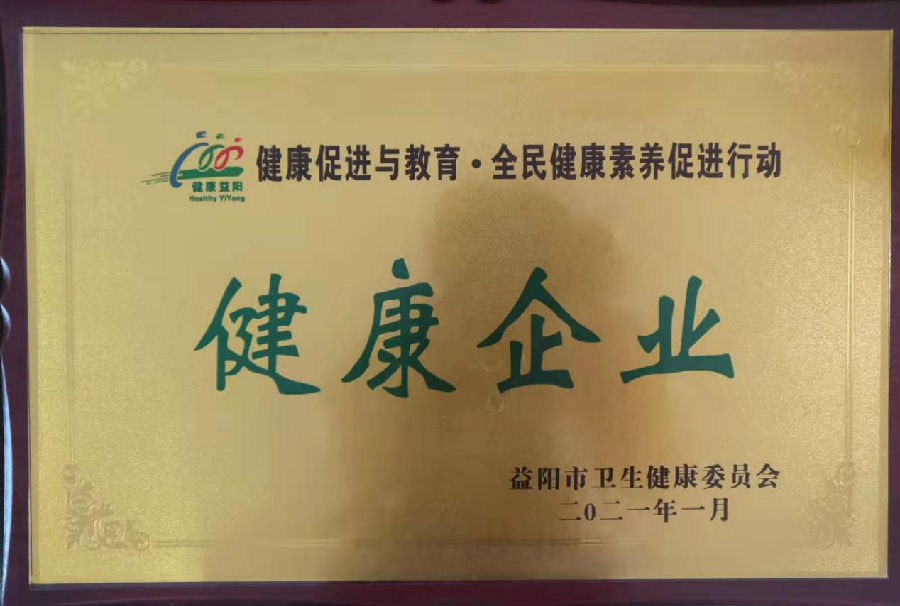 健康促进与教育·全民健康素养促进行动
健康益阳
Healthy YiYang
健康企业
益阳市卫生健康委员会
二0二一年一月